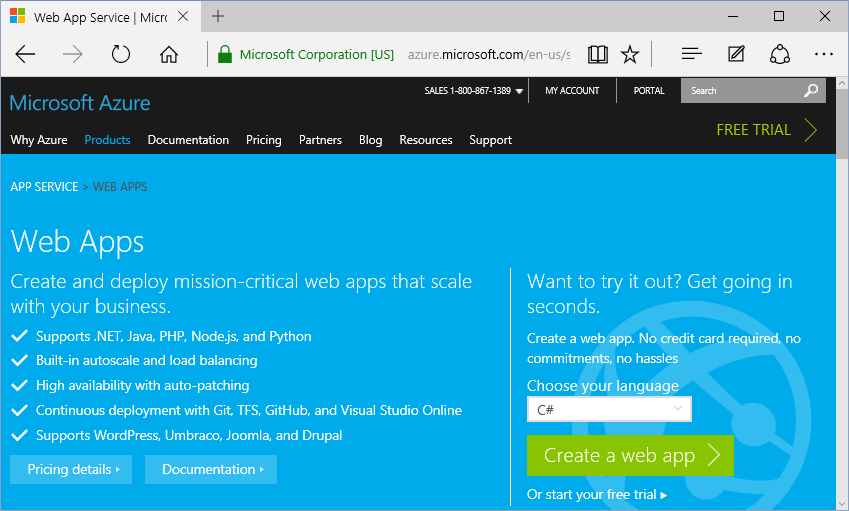 Web App Service | Micro
Microsoft Corporation [US] azure.microsoft.com/en-us/s
SALES 1-800-867-1389 MY ACCOUNT PORTAL Search
Microsoft Azure
FREE TRIAL
Why Azure Products Documentation Pricing Partners Blog Resources Support
APP SERVICE > WEB APPS
Web Apps
Create and deploy mission-critical web apps that scale
with your business.
Supports .NET, Java, PHP, Node.js, and Python
Built-in autoscale and load balancing
High availability with auto-patching
Continuous deployment with Git, TFS, GitHub, and Visual Studio Online
Supports WordPress, Umbraco, Joomla, and Drupal
Pricing details Documentation
Want to try it out? Get going in
seconds.
Create a web app. No credit card required, no
commitments, no hassles
Choose your language
C#
Create a web app
Or start your free trial